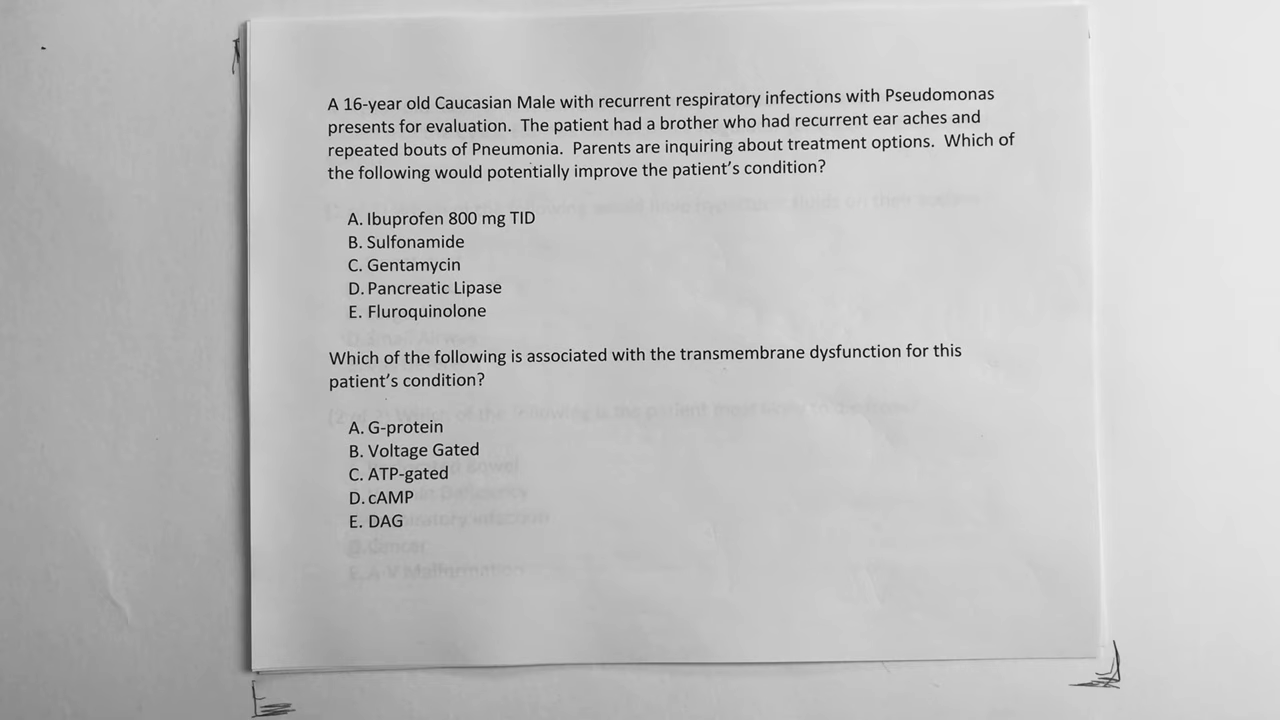 A 16-year old Caucasian Male with recurrent respiratory infections with Pseudomonas
presents for evaluation. The patient had a brother who had recurrent ear aches and
repeated bouts of Pneumonia. Parents are inquiring about treatment options. Which of
the following would potentially improve the patient's condition?
A. Ibuprofen 800 mg TID
B. Sulfonamide
C. Gentamycin
D. Pancreatic Lipase
E. Fluroquinolone
Which of the following is associated with the transmembrane dysfunction for this
patient's condition?
A. G-protein
B. Voltage Gated
C. ATP-gated
D. cAMP
E. DAG